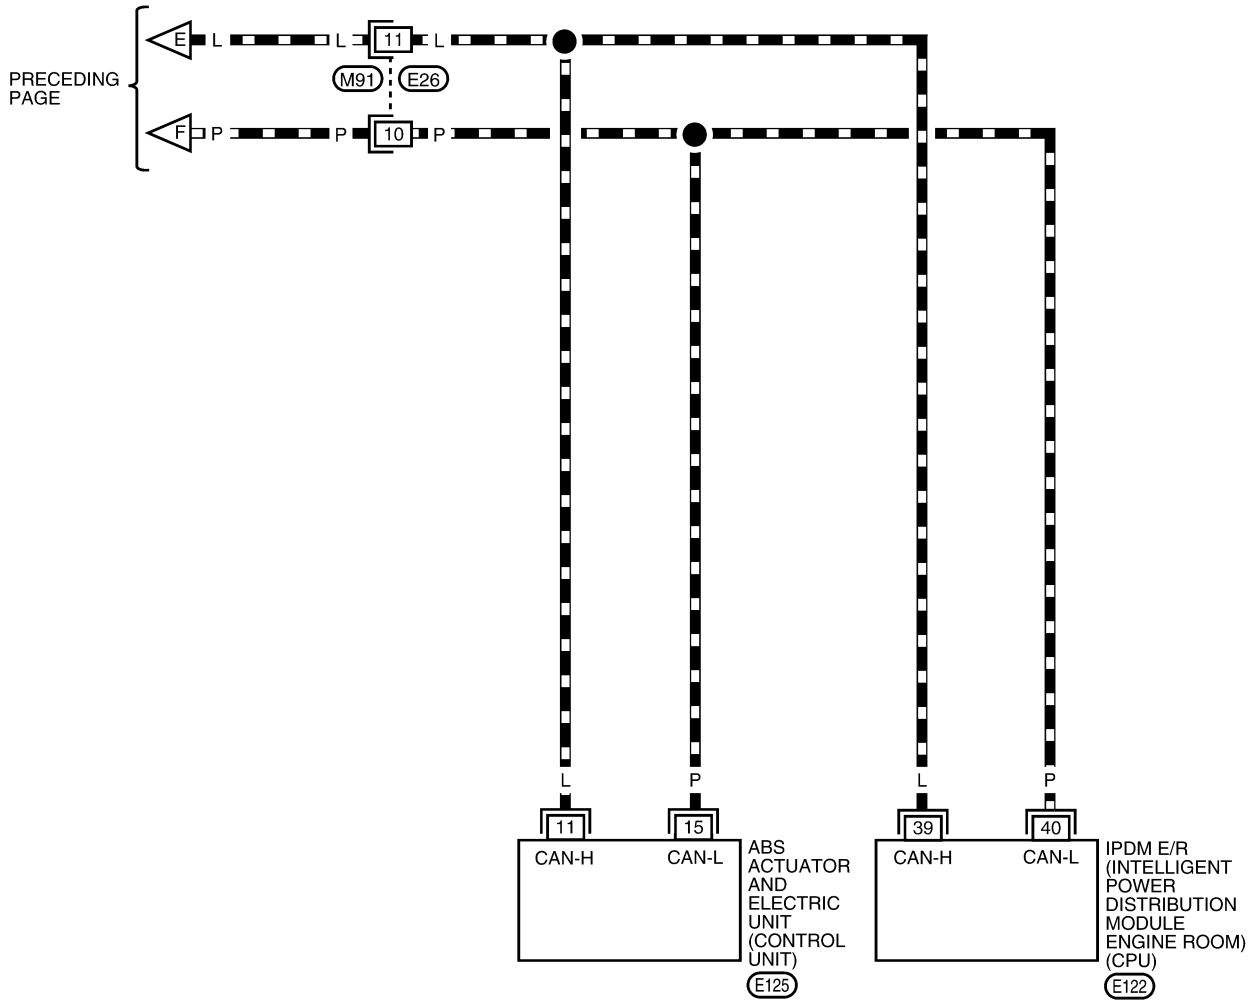 E L L 11 L
PRECEDING
PAGE
M91 E26
F P P 10 P
L P L P
11 15 39 40
CAN-H CAN-L CAN-H CAN-L
ABS
ACTUATOR
AND
ELECTRIC
UNIT
(CONTROL
UNIT)
E125
IPDM E/R
(INTELLIGENT
POWER
DISTRIBUTION
MODULE
ENGINE ROOM)
(CPU)
E122